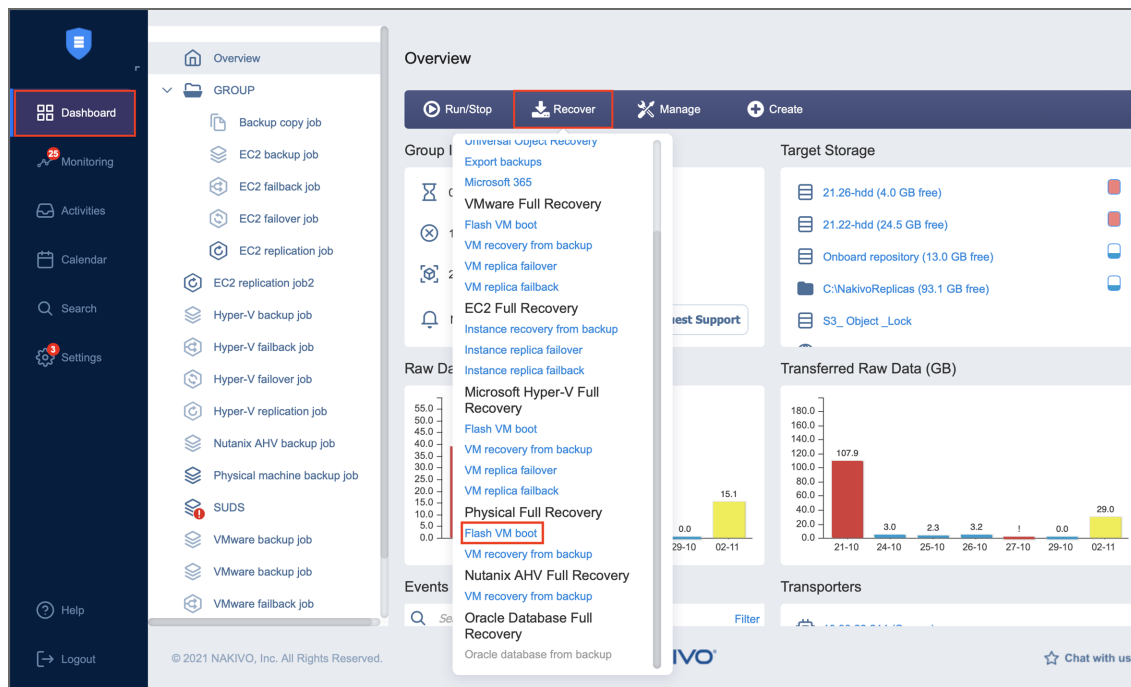 Dashboard
25
Monitoring
Activities
Calendar
Search
3
Settings
Help
Logout
Overview
GROUP
Backup copy job
EC2 backup job
EC2 failback job
EC2 failover job
EC2 replication job
EC2 replication job2
Hyper-V backup job
Hyper-V failback job
Hyper-V failover job
Hyper-V replication job
Nutanix AHV backup job
Physical machine backup job
SUDS
VMware backup job
VMware backup job
VMware failback job
Overview
Run/Stop
Recover
Manage
Create
Group I
Universal Object Recovery
Export backups
Microsoft 365
VMware Full Recovery
Flash VM boot
VM recovery from backup
VM replica failover
VM replica failback
EC2 Full Recovery
Instance recovery from backup
Instance replica failover
Instance replica failback
Microsoft Hyper-V Full
Recovery
Flash VM boot
VM recovery from backup
VM replica failover
VM replica failback
Physical Full Recovery
Flash VM boot
VM recovery from backup
Nutanix AHV Full Recovery
VM recovery from backup
Oracle Database Full
Recovery
Oracle database from backup
est Support
Raw Da
55.0
50.0
45.0
40.0
35.0
30.0
25.0
20.0
15.0
10.0
5.0
0.0
0.0
15.1
29-10 02-11
Events
Filter
Target Storage
21.26-hdd (4.0 GB free)
21.22-hdd (24.5 GB free)
Onboard repository (13.0 GB free)
C:\NakivoReplicas (93.1 GB free)
S3_ Object _Lock
Transferred Raw Data (GB)
180.0
160.0
140.0
120.0
100.0
80.0
60.0
40.0
20.0
0.0
107.9 3.0 2.3 3.2 ! 0.0 29.0
21-10 24-10 25-10 26-10 27-10 29-10 02-11
Transporters
© 2021 NAKIVO, Inc. All Rights Reserved.
IVO
Chat with us